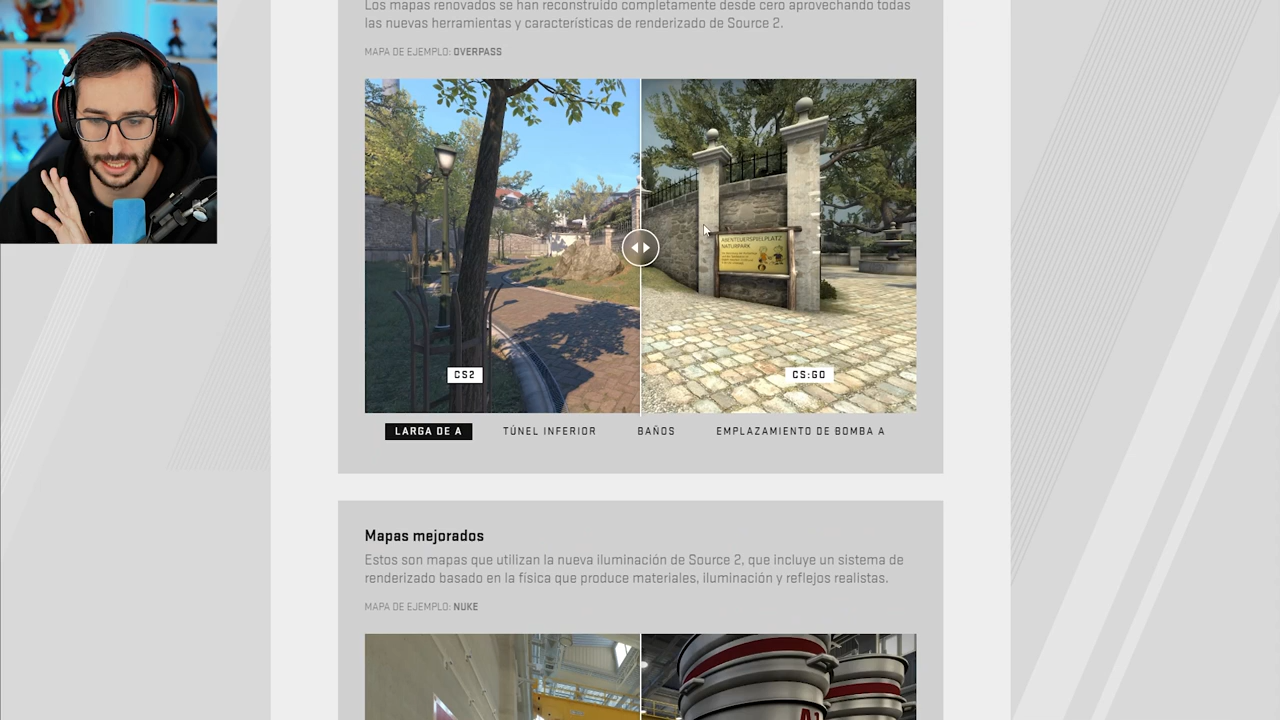 Los mapas renovados se han reconstruido completamente desde cero aprovechando todas
las nuevas herramientas y características de renderizado de Source 2.
MAPA DE EJEMPLO: OVERPASS
ABENTEUERSPIELPLATZ
NATURPARK
CS2
CS:GO
LARGA DE A
TÚNEL INFERIOR
BAÑOS
EMPLAZAMIENTO DE BOMBA A
Mapas mejorados
Estos son mapas que utilizan la nueva iluminación de Source 2, que incluye un sistema de
renderizado basado en la física que produce materiales, iluminación y reflejos realistas.
MAPA DE EJEMPLO: NUKE